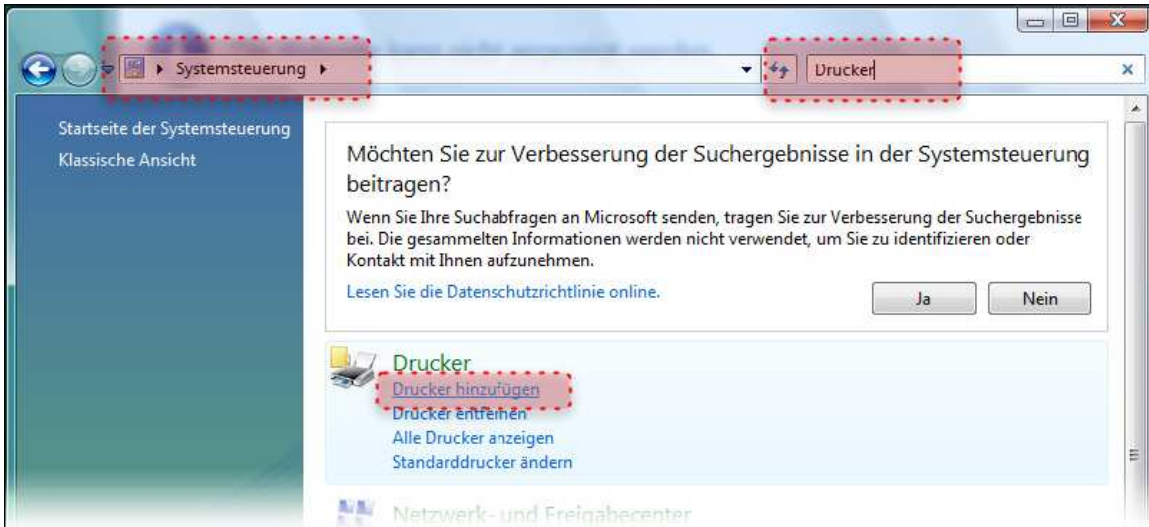 Systemsteuerung
Drucker
Startseite der Systemsteuerung
Klassische Ansicht
Möchten Sie zur Verbesserung der Suchergebnisse in der Systemsteuerung
beitragen?
Wenn Sie Ihre Suchabfragen an Microsoft senden, tragen Sie zur Verbesserung der Suchergebnisse
bei. Die gesammelten Informationen werden nicht verwendet, um Sie zu identifizieren oder
Kontakt mit Ihnen aufzunehmen.
Lesen Sie die Datenschutzrichtlinie online.
Ja
Nein
Drucker
Drucker hinzufügen
Drucker entfernen
Alle Drucker anzeigen
Standarddrucker ändern
Netzwerk- und Freigabecenter